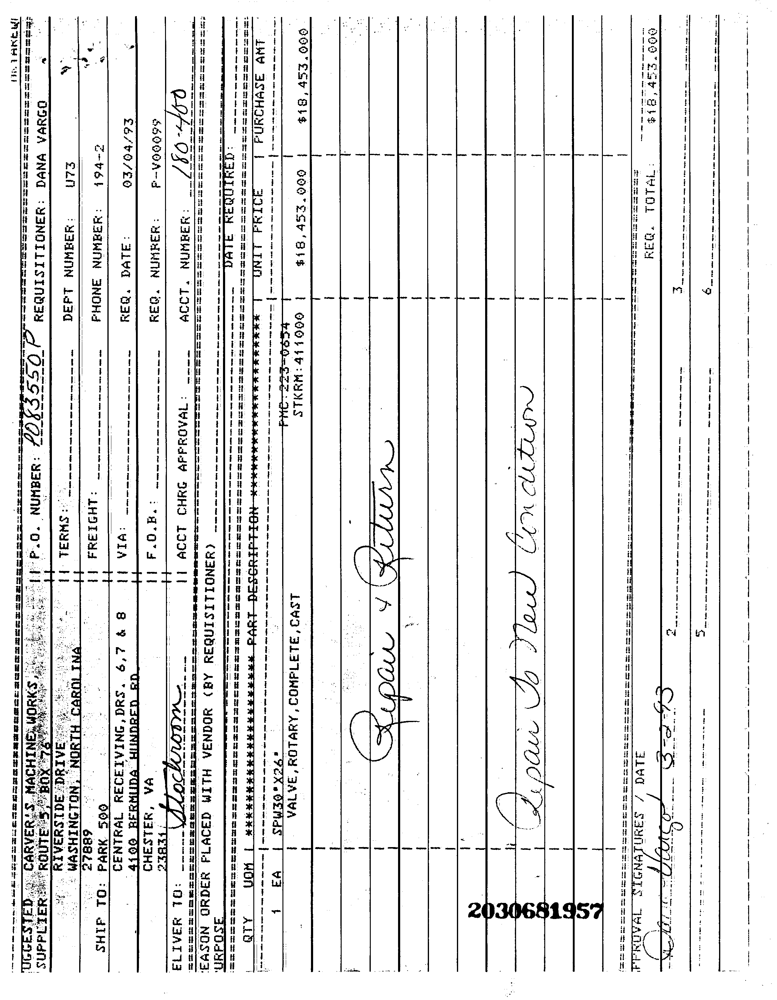 UGGESTED CARVER'S MACHINE WORKS, || P.O. NUMBER: P083550P REQUISITIONER: DANA VARGO
SUPPLIER: ROUTE 5, BOX 76
RIVERSIDE DRIVE || TERMS: DEPT NUMBER: U73
WASHINGTON, NORTH CAROLINA
27889 || FREIGHT: PHONE NUMBER: 194-2
SHIP TO: PARK 500
CENTRAL RECEIVING,DRS. 6,7 & 8 || VIA: REQ. DATE: 03/04/93
4100 BERMUDA HUNDRED RD.
CHESTER, VA || F.O.B.: REQ. NUMBER: P-V00099
23831
ELIVER TO: Stockroom || ACCT CHRG APPROVAL: ACCT. NUMBER: 180-400
EASON ORDER PLACED WITH VENDOR (BY REQUISITIONER)
URPOSE DATE REQUIRED:
QTY UOM | ******************** PART DESCRIPTION ******************** | UNIT PRICE | PURCHASE AMT
PMC:223-0654
1 EA | SPW30"X26" STKRM:411000 | $18,453.000 | $18,453.000
VALVE,ROTARY,COMPLETE,CAST
Repair & Return
Repair To New Condition
2030681957
PPROVAL SIGNATURES / DATE REQ. TOTAL: $18,453.000
Dana Vargo 3-2-93 2 3
5 6